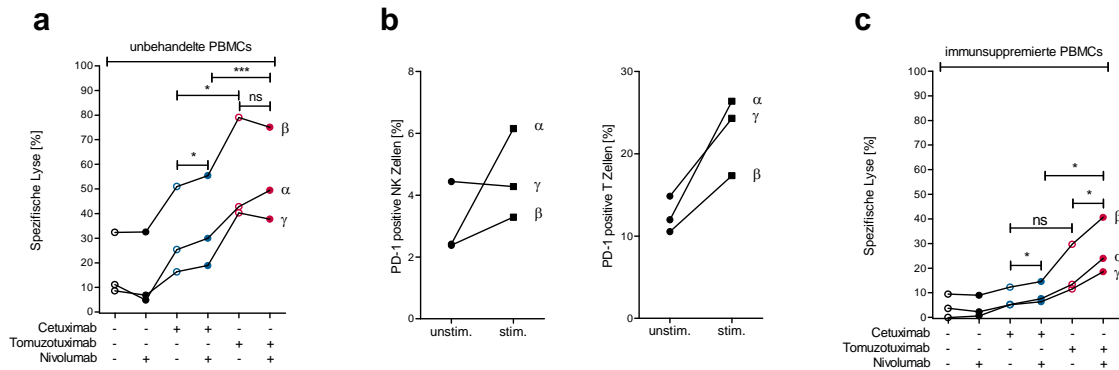 a
unbehandelte PBMCs
Spezifische Lyse [%]
100
90
80
70
60
50
40
30
20
10
0
***
*
ns
*
β
α
γ
Cetuximab - - + + - -
Tomuzotuximab - - - - + +
Nivolumab - + - + - +
b
PD-1 positive NK Zellen [%]
8
6
4
2
0
α
γ
β
unstim. stim.
PD-1 positive T Zellen [%]
30
20
10
0
α
γ
β
unstim. stim.
c
immunsuppremierte PBMCs
Spezifische Lyse [%]
100
90
80
70
60
50
40
30
20
10
0
*
*
ns
*
β
α
γ
Cetuximab - - + + - -
Tomuzotuximab - - - - + +
Nivolumab - + - + - +